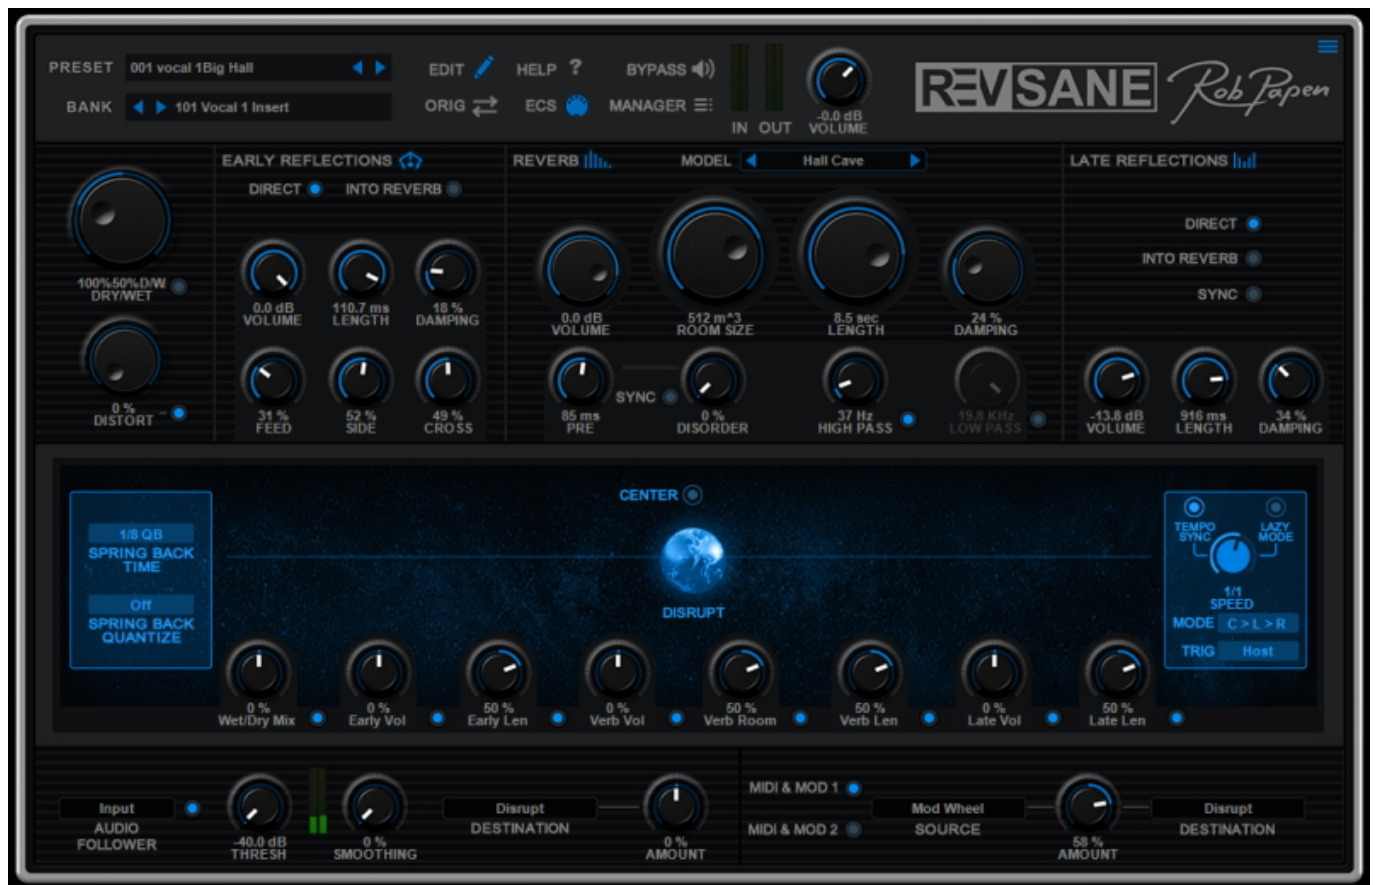 PRESET 001 vocal 1Big Hall EDIT HELP ? BYPASS
BANK 101 Vocal 1 Insert ORIG ECS MANAGER
IN OUT
-0.0 dB
VOLUME
REVSANE Rob Papen
EARLY REFLECTIONS REVERB MODEL Hall Cave LATE REFLECTIONS
DIRECT INTO REVERB
DIRECT
INTO REVERB
SYNC
100%50%D/W
DRY/WET
0.0 dB 110.7 ms 18 %
VOLUME LENGTH DAMPING
0.0 dB 512 m^3 8.5 sec 24 %
VOLUME ROOM SIZE LENGTH DAMPING
SYNC
0 %
DISTORT
31 % 52 % 49 %
FEED SIDE CROSS
85 ms 0 % 37 Hz 19.8 KHz
PRE DISORDER HIGH PASS LOW PASS
-13.8 dB 916 ms 34 %
VOLUME LENGTH DAMPING
CENTER
1/8 QB
SPRING BACK
TIME
Off
SPRING BACK
QUANTIZE
DISRUPT
TEMPO
SYNC
LAZY
MODE
1/1
SPEED
MODE C>L>R
TRIG Host
0 % 0 % 50 % 0 % 50 % 50 % 0 % 50 %
Wet/Dry Mix Early Vol Early Len Verb Vol Verb Room Verb Len Late Vol Late Len
Input
AUDIO
FOLLOWER
-40.0 dB
THRESH
0 %
SMOOTHING
Disrupt
DESTINATION
0 %
AMOUNT
MIDI & MOD 1
MIDI & MOD 2
Mod Wheel
SOURCE
58 %
AMOUNT
Disrupt
DESTINATION